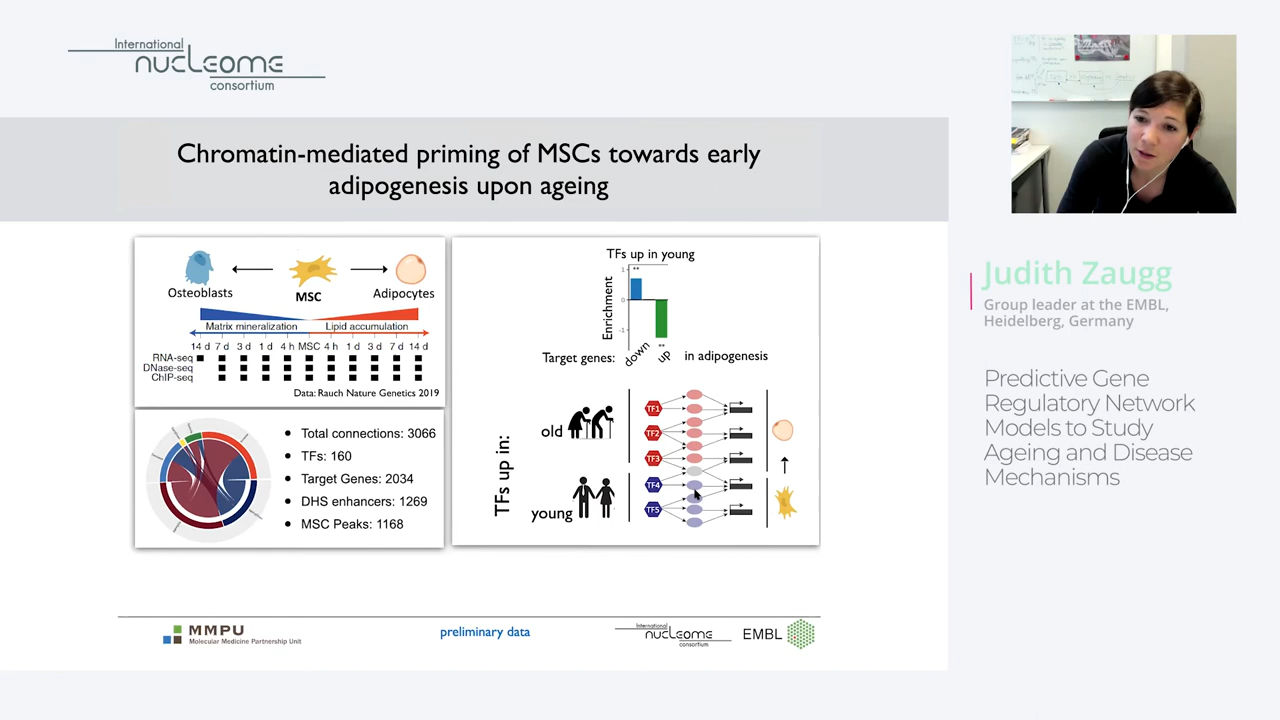 International
nucleome
consortium
Chromatin-mediated priming of MSCs towards early
adipogenesis upon ageing
Osteoblasts
MSC
Adipocytes
Matrix mineralization
Lipid accumulation
14 d 7 d 3 d 1 d 4 h MSC 4 h 1 d 3 d 7 d 14 d
RNA-seq
DNase-seq
ChIP-seq
Data: Rauch Nature Genetics 2019
• Total connections: 3066
• TFs: 160
• Target Genes: 2034
• DHS enhancers: 1269
• MSC Peaks: 1168
TFs up in young
Enrichment
1
0
-1
**
**
Target genes: down up in adipogenesis
TFs up in:
old
young
TF1
TF2
TF3
TF4
TF5
MMPU
Molecular Medicine Partnership Unit
preliminary data
International
nucleome
consortium
EMBL
Judith Zaugg
Group leader at the EMBL,
Heidelberg, Germany
Predictive Gene
Regulatory Network
Models to Study
Ageing and Disease
Mechanisms